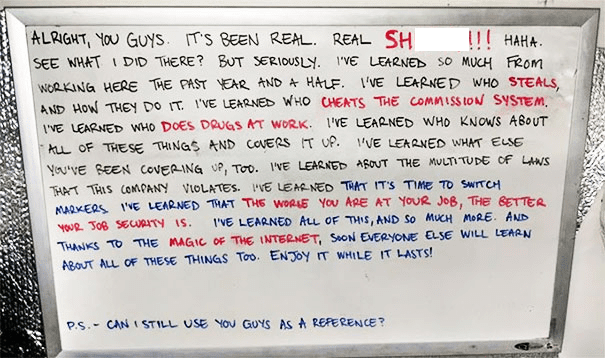 ALRIGHT, YOU GUYS. IT'S BEEN REAL. REAL SH !!! HAHA.
SEE WHAT I DID THERE? BUT SERIOUSLY. I'VE LEARNED SO MUCH FROM
WORKING HERE THE PAST YEAR AND A HALF. I'VE LEARNED WHO STEALS,
AND HOW THEY DO IT. I'VE LEARNED WHO CHEATS THE COMMISSION SYSTEM.
I'VE LEARNED WHO DOES DRUGS AT WORK. I'VE LEARNED WHO KNOWS ABOUT
ALL OF THESE THINGS AND COVERS IT UP. I'VE LEARNED WHAT ELSE
YOU'VE BEEN COVERING UP, TOO. I'VE LEARNED ABOUT THE MULTITUDE OF LAWS
THAT THIS COMPANY VIOLATES. I'VE LEARNED THAT IT'S TIME TO SWITCH
MARKERS. I'VE LEARNED THAT THE WORSE YOU ARE AT YOUR JOB, THE BETTER
YOUR JOB SECURITY IS. I'VE LEARNED ALL OF THIS, AND SO MUCH MORE. AND
THANKS TO THE MAGIC OF THE INTERNET, SOON EVERYONE ELSE WILL LEARN
ABOUT ALL OF THESE THINGS TOO. ENJOY IT WHILE IT LASTS!
P.S. - CAN I STILL USE YOU GUYS AS A REFERENCE?